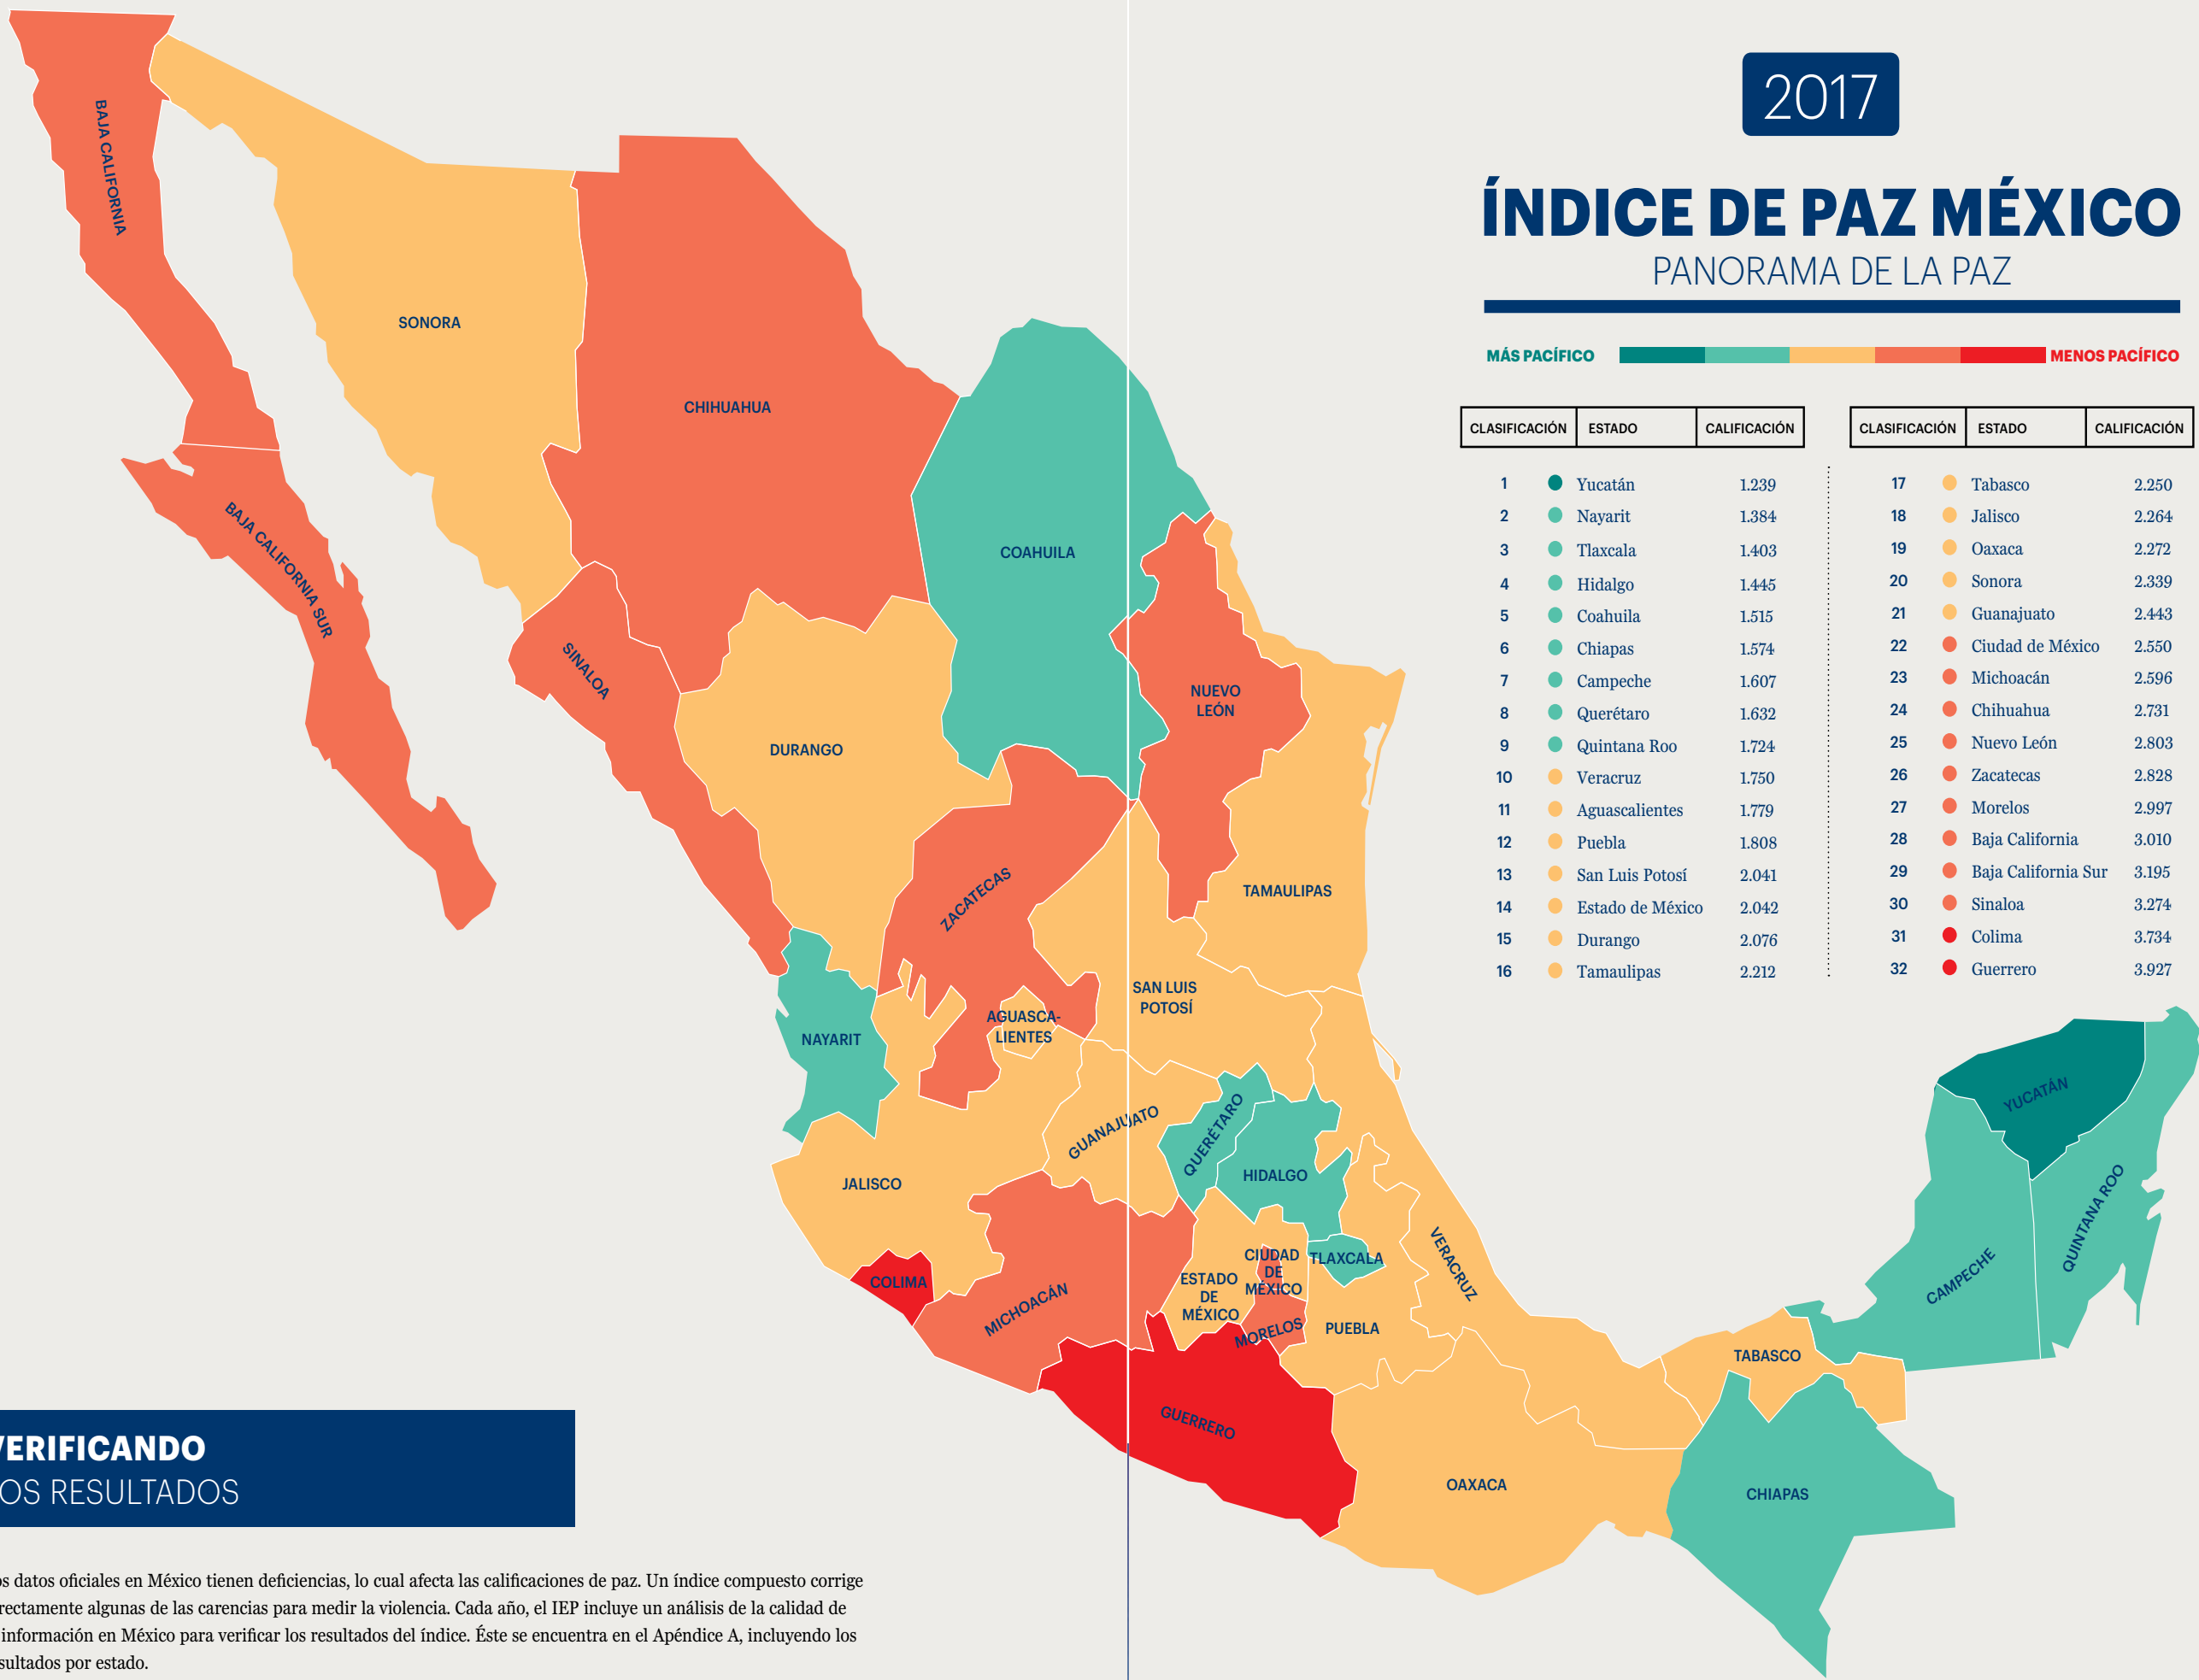 2017
ÍNDICE DE PAZ MÉXICO
PANORAMA DE LA PAZ
MÁS PACÍFICO
MENOS PACÍFICO
CLASIFICACIÓN ESTADO CALIFICACIÓN
1 Yucatán 1.239
2 Nayarit 1.384
3 Tlaxcala 1.403
4 Hidalgo 1.445
5 Coahuila 1.515
6 Chiapas 1.574
7 Campeche 1.607
8 Querétaro 1.632
9 Quintana Roo 1.724
10 Veracruz 1.750
11 Aguascalientes 1.779
12 Puebla 1.808
13 San Luis Potosí 2.041
14 Estado de México 2.042
15 Durango 2.076
16 Tamaulipas 2.212
CLASIFICACIÓN ESTADO CALIFICACIÓN
17 Tabasco 2.250
18 Jalisco 2.264
19 Oaxaca 2.272
20 Sonora 2.339
21 Guanajuato 2.443
22 Ciudad de México 2.550
23 Michoacán 2.596
24 Chihuahua 2.731
25 Nuevo León 2.803
26 Zacatecas 2.828
27 Morelos 2.997
28 Baja California 3.010
29 Baja California Sur 3.195
30 Sinaloa 3.274
31 Colima 3.734
32 Guerrero 3.927
BAJA CALIFORNIA
SONORA
CHIHUAHUA
COAHUILA
BAJA CALIFORNIA SUR
SINALOA
DURANGO
NUEVO
LEÓN
ZACATECAS
TAMAULIPAS
SAN LUIS
POTOSÍ
AGUASCA-
LIENTES
NAYARIT
GUANAJUATO
QUERÉTARO
HIDALGO
JALISCO
COLIMA
MICHOACÁN
ESTADO
DE
MÉXICO
CIUDAD
DE
MÉXICO
TLAXCALA
MORELOS
PUEBLA
VERACRUZ
GUERRERO
OAXACA
TABASCO
CHIAPAS
CAMPECHE
YUCATÁN
QUINTANA ROO
VERIFICANDO
OS RESULTADOS
os datos oficiales en México tienen deficiencias, lo cual afecta las calificaciones de paz. Un índice compuesto corrige
rectamente algunas de las carencias para medir la violencia. Cada año, el IEP incluye un análisis de la calidad de
información en México para verificar los resultados del índice. Éste se encuentra en el Apéndice A, incluyendo los
sultados por estado.